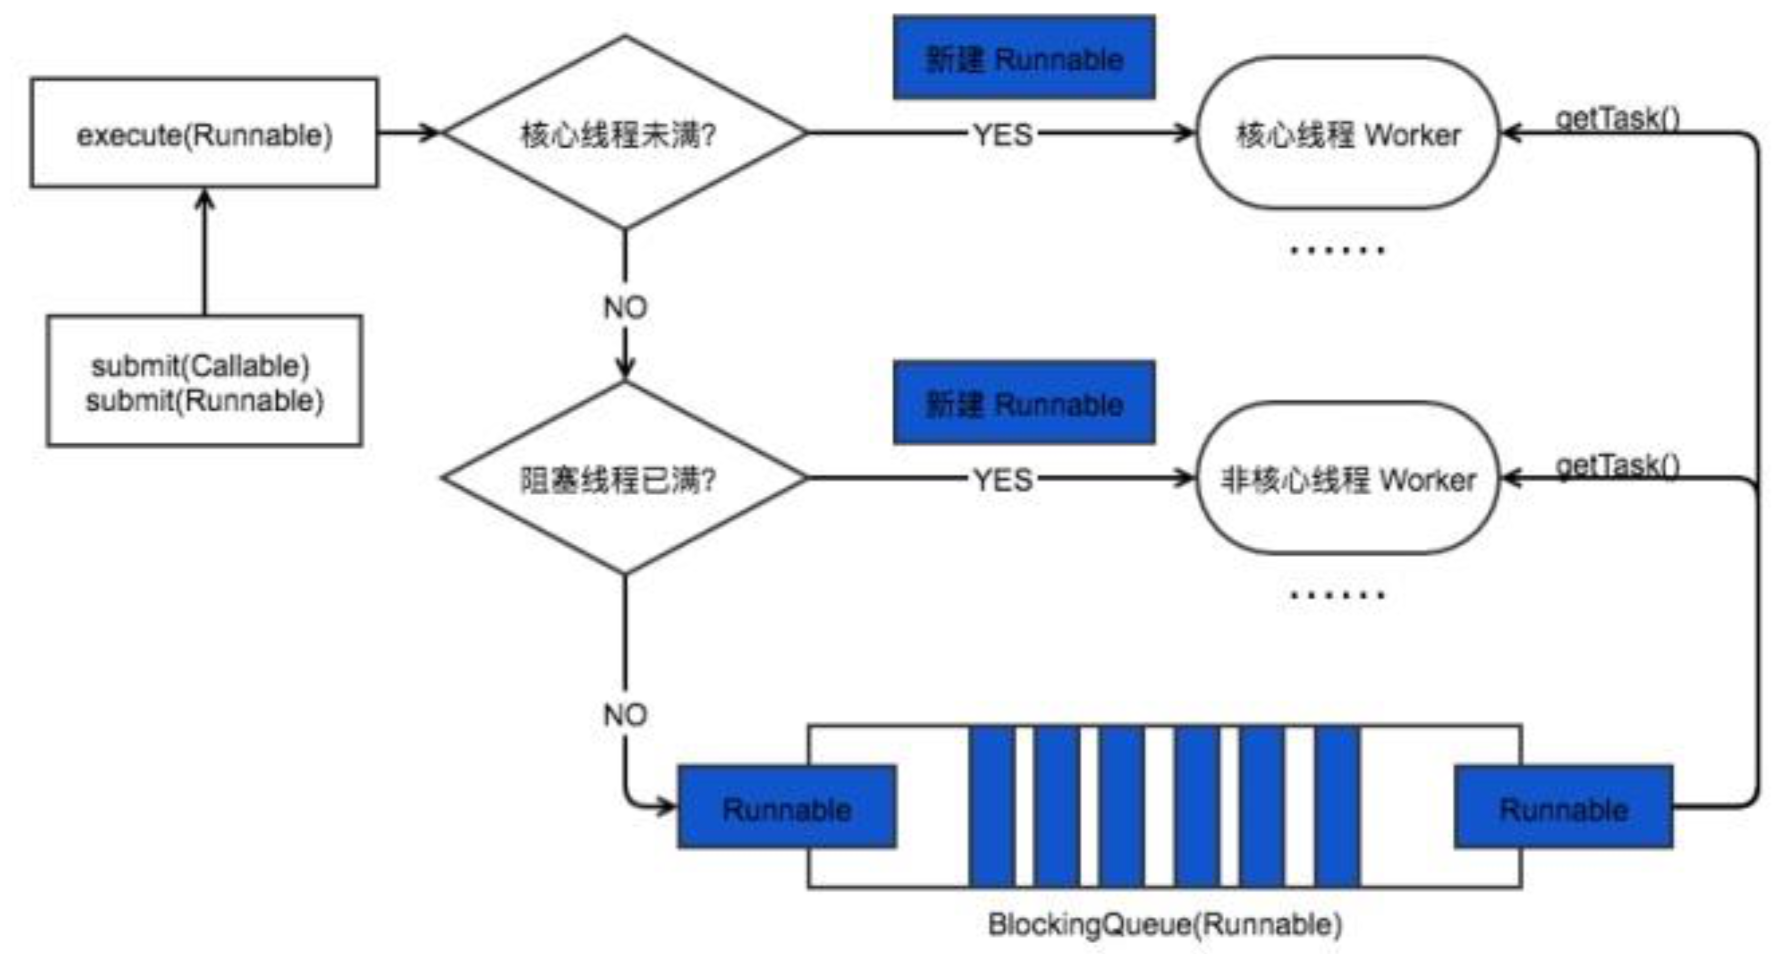 新建 Runnable
execute(Runnable)
核心线程未满?
YES
核心线程 Worker
getTask()
......
NO
submit(Callable)
submit(Runnable)
新建 Runnable
阻塞线程已满?
YES
非核心线程 Worker
getTask()
......
NO
Runnable
Runnable
BlockingQueue(Runnable)